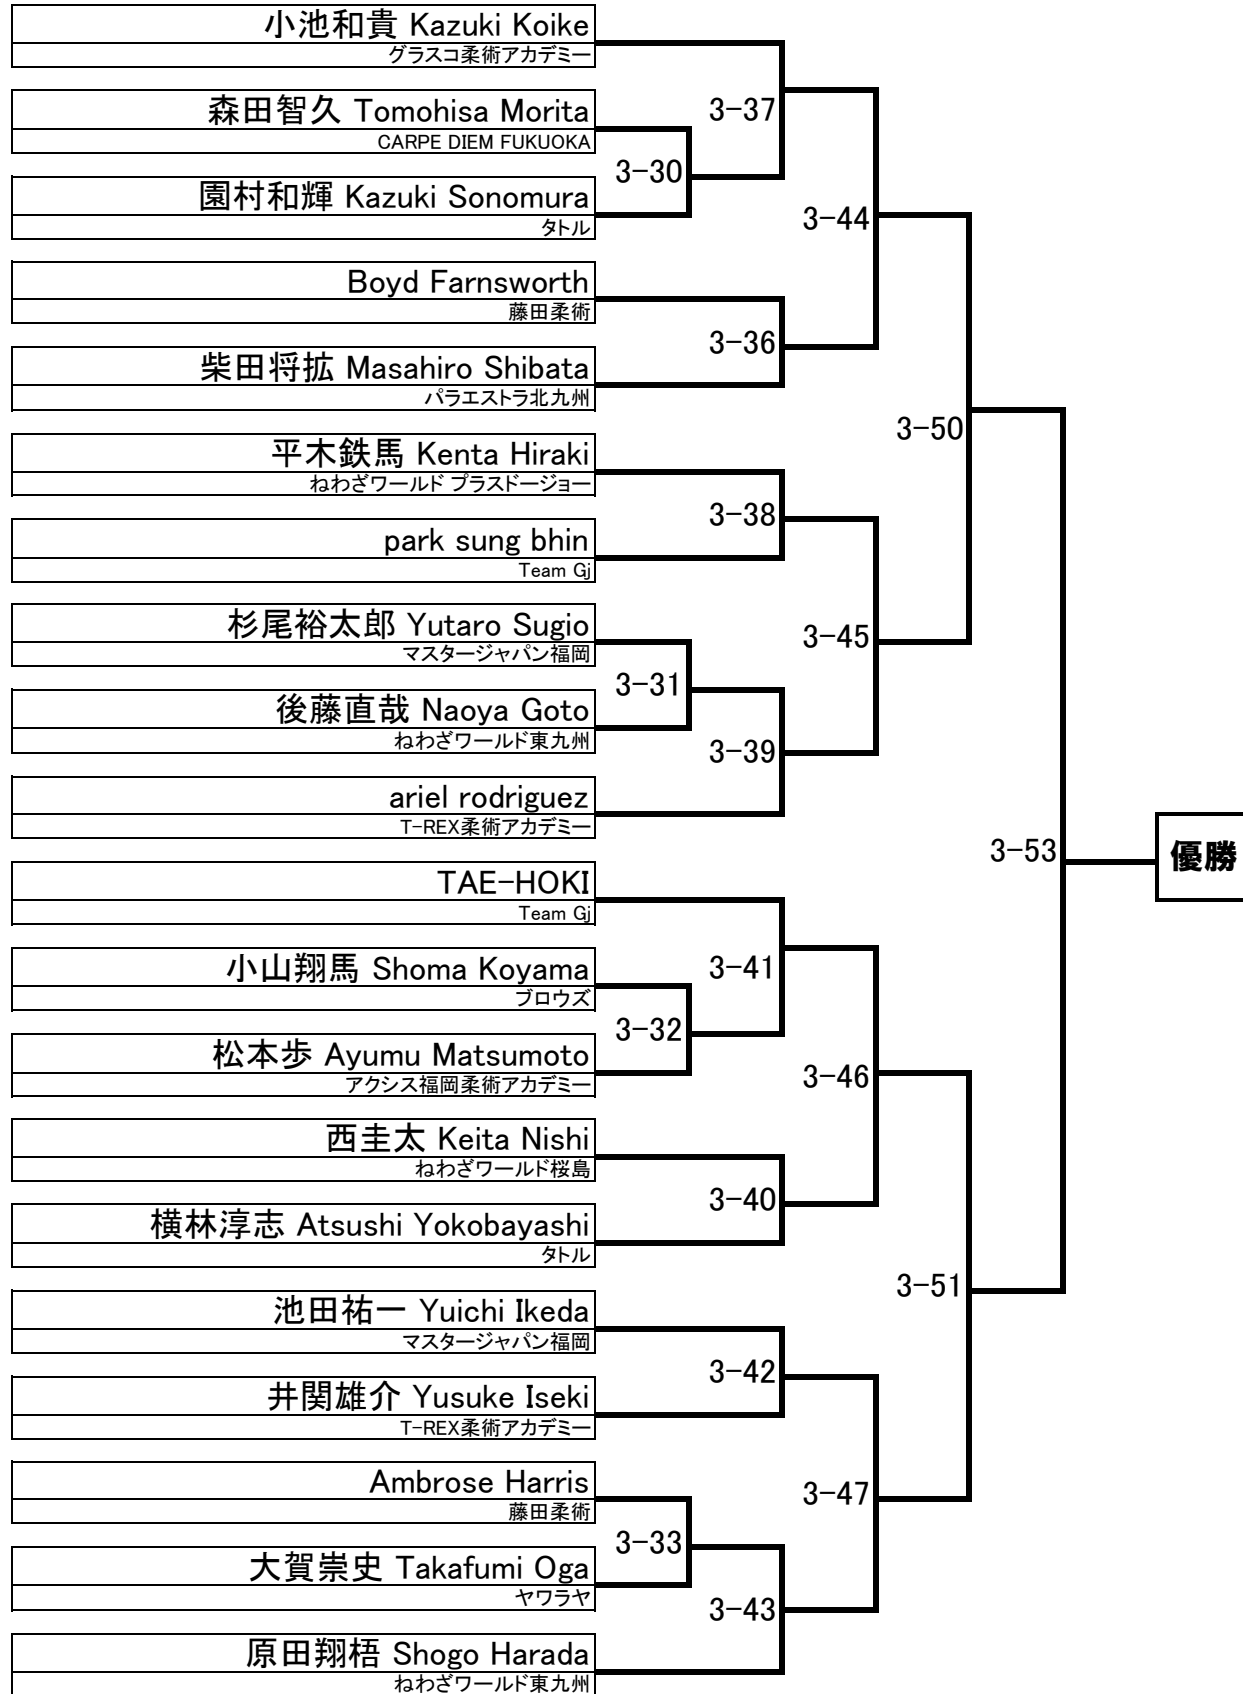 小池和貴 Kazuki Koike
グラスコ柔術アカデミー
森田智久 Tomohisa Morita
CARPE DIEM FUKUOKA
園村和輝 Kazuki Sonomura
タトル
Boyd Farnsworth
藤田柔術
柴田将拡 Masahiro Shibata
パラエストラ北九州
平木鉄馬 Kenta Hiraki
ねわざワールド プラスドージョー
park sung bhin
Team Gj
杉尾裕太郎 Yutaro Sugio
マスタージャパン福岡
後藤直哉 Naoya Goto
ねわざワールド東九州
ariel rodriguez
T-REX柔術アカデミー
TAE-HOKI
Team Gj
小山翔馬 Shoma Koyama
ブロウズ
松本歩 Ayumu Matsumoto
アクシス福岡柔術アカデミー
西圭太 Keita Nishi
ねわざワールド桜島
横林淳志 Atsushi Yokobayashi
タトル
池田祐一 Yuichi Ikeda
マスタージャパン福岡
井関雄介 Yusuke Iseki
T-REX柔術アカデミー
Ambrose Harris
藤田柔術
大賀崇史 Takafumi Oga
ヤワラヤ
原田翔梧 Shogo Harada
ねわざワールド東九州
3-30
3-31
3-32
3-33
3-37
3-36
3-38
3-39
3-41
3-40
3-42
3-43
3-44
3-45
3-46
3-47
3-50
3-51
3-53
優勝